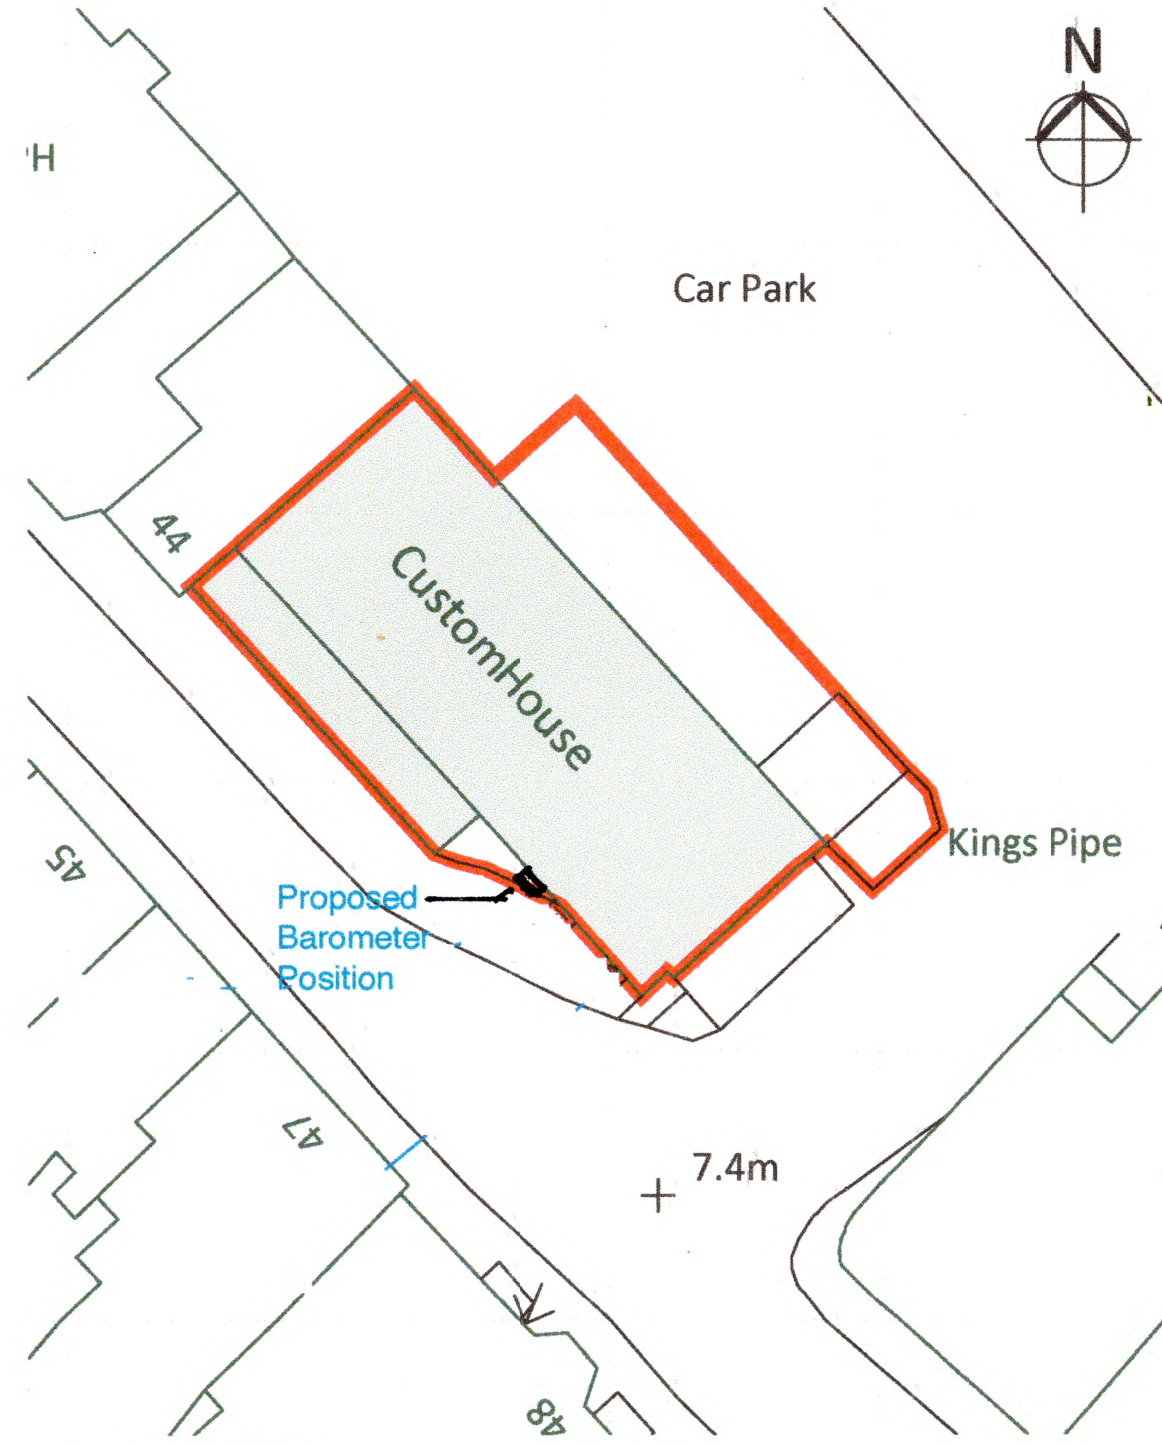 N
'H
Car Park
44
CustomHouse
Kings Pipe
45
Proposed
Barometer
Position
47
7.4m
48